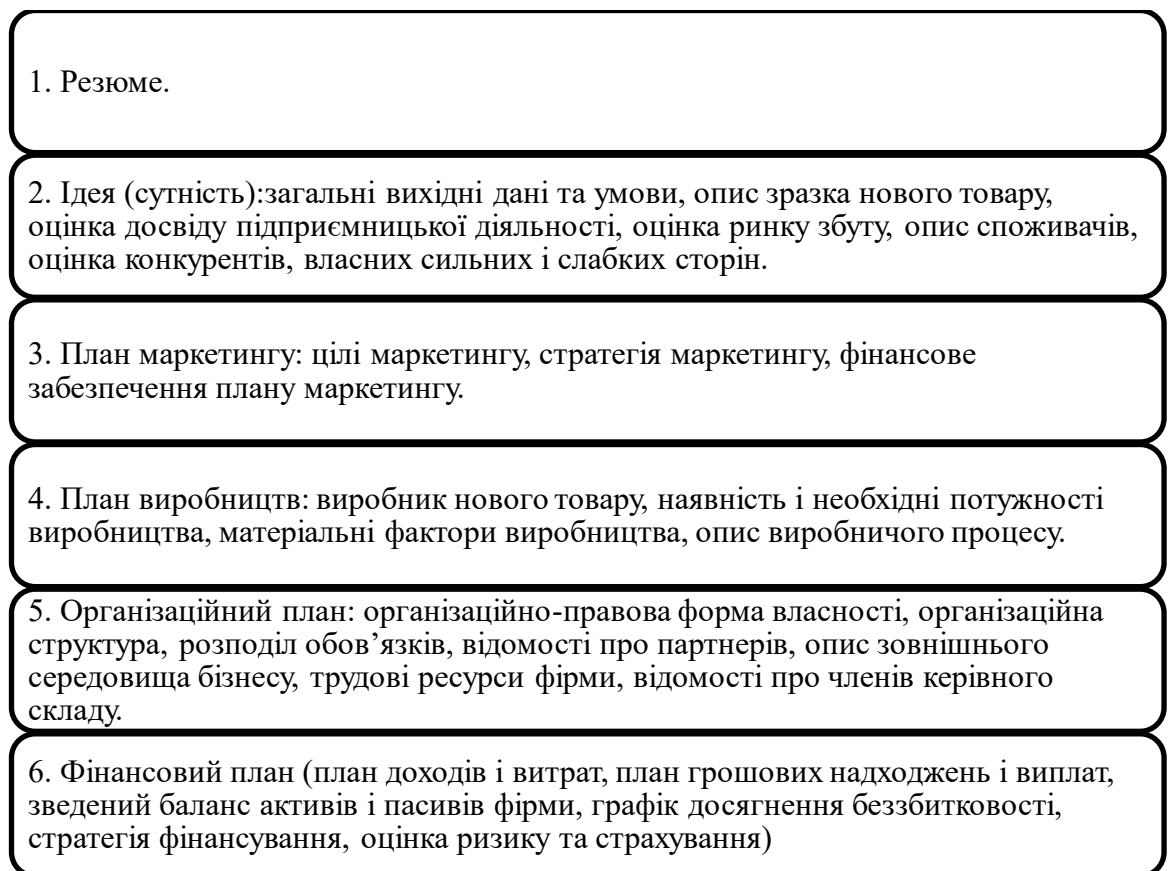 1. Резюме.
2. Ідея (сутність):загальні вихідні дані та умови, опис зразка нового товару,
оцінка досвіду підприємницької діяльності, оцінка ринку збуту, опис споживачів,
оцінка конкурентів, власних сильних і слабких сторін.
3. План маркетингу: цілі маркетингу, стратегія маркетингу, фінансове
забезпечення плану маркетингу.
4. План виробництв: виробник нового товару, наявність і необхідні потужності
виробництва, матеріальні фактори виробництва, опис виробничого процесу.
5. Організаційний план: організаційно-правова форма власності, організаційна
структура, розподіл обов’язків, відомості про партнерів, опис зовнішнього
середовища бізнесу, трудові ресурси фірми, відомості про членів керівного
складу.
6. Фінансовий план (план доходів і витрат, план грошових надходжень і виплат,
зведений баланс активів і пасивів фірми, графік досягнення беззбитковості,
стратегія фінансування, оцінка ризику та страхування)